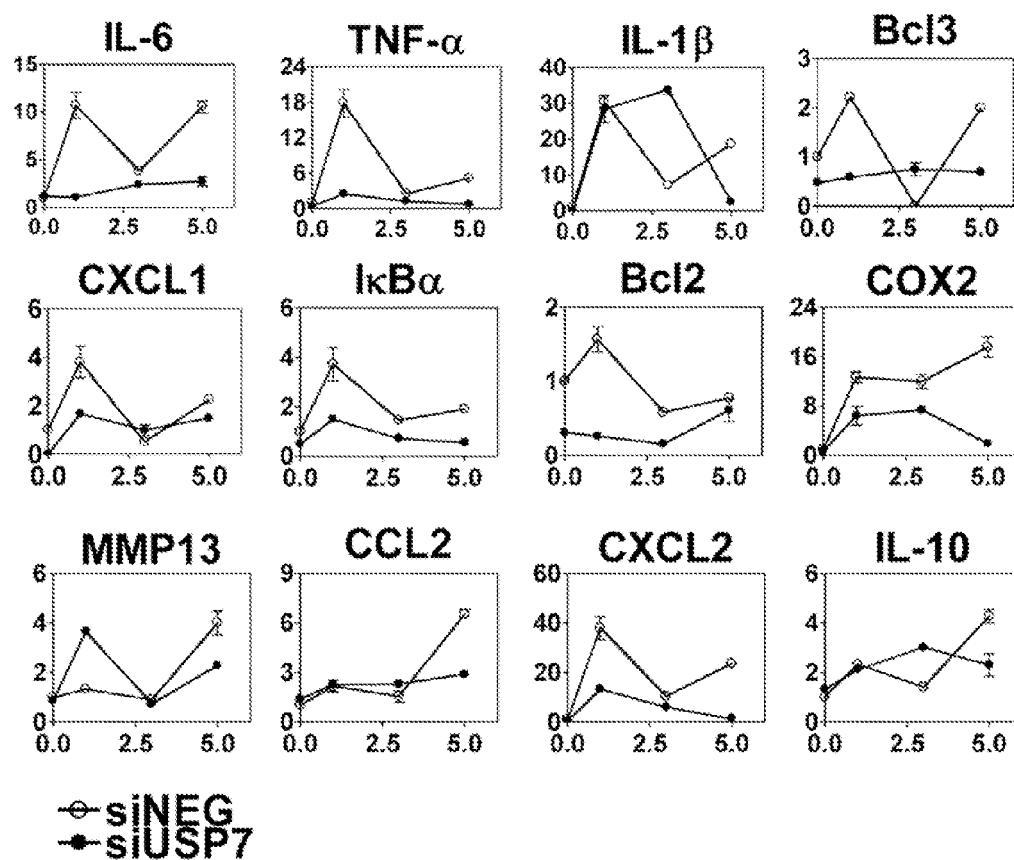 IL-6 TNF-α IL-1β Bcl3
15 24 40 3
10 18 30 2
5 12 20 1
0 6 10 0
0 0
0.0 2.5 5.0 0.0 2.5 5.0 0.0 2.5 5.0 0.0 2.5 5.0
CXCL1 IκBα Bcl2 COX2
6 6 2 24
4 4 1 16
2 2 0 8
0 0 0
0.0 2.5 5.0 0.0 2.5 5.0 0.0 2.5 5.0 0.0 2.5 5.0
MMP13 CCL2 CXCL2 IL-10
6 9 60 6
4 6 40 4
2 3 20 2
0 0 0 0
0.0 2.5 5.0 0.0 2.5 5.0 0.0 2.5 5.0 0.0 2.5 5.0
siNEG
siUSP7